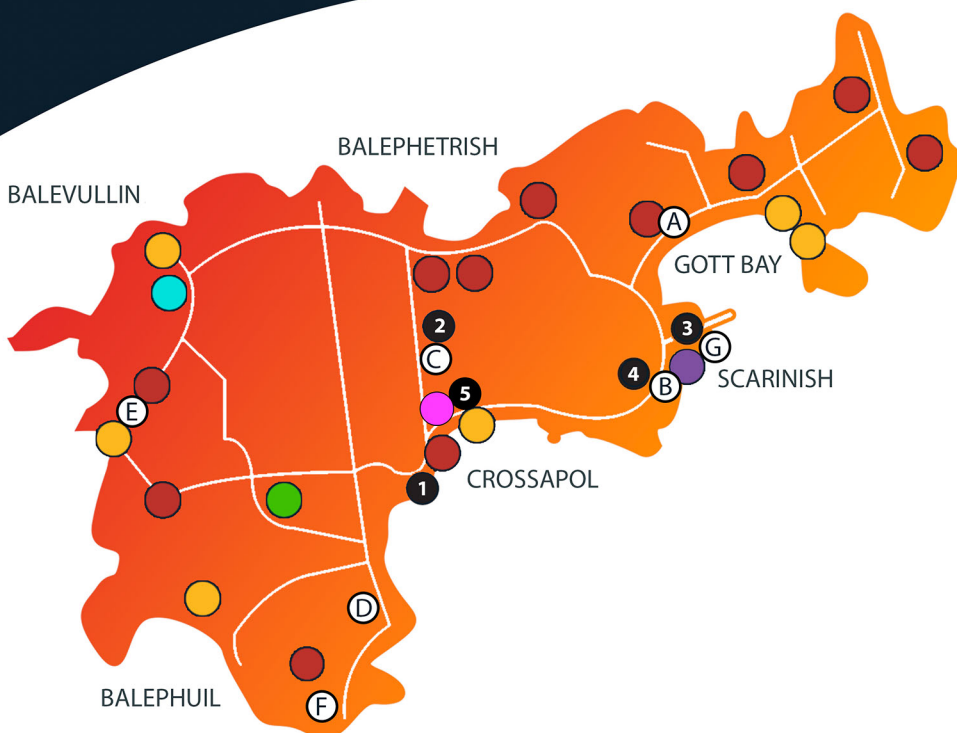 BALEPHETRISH
BALEVULLIN
A
GOTT BAY
2
3
C
G
4
B
SCARINISH
5
E
CROSSAPOL
1
D
BALEPHUIL
F